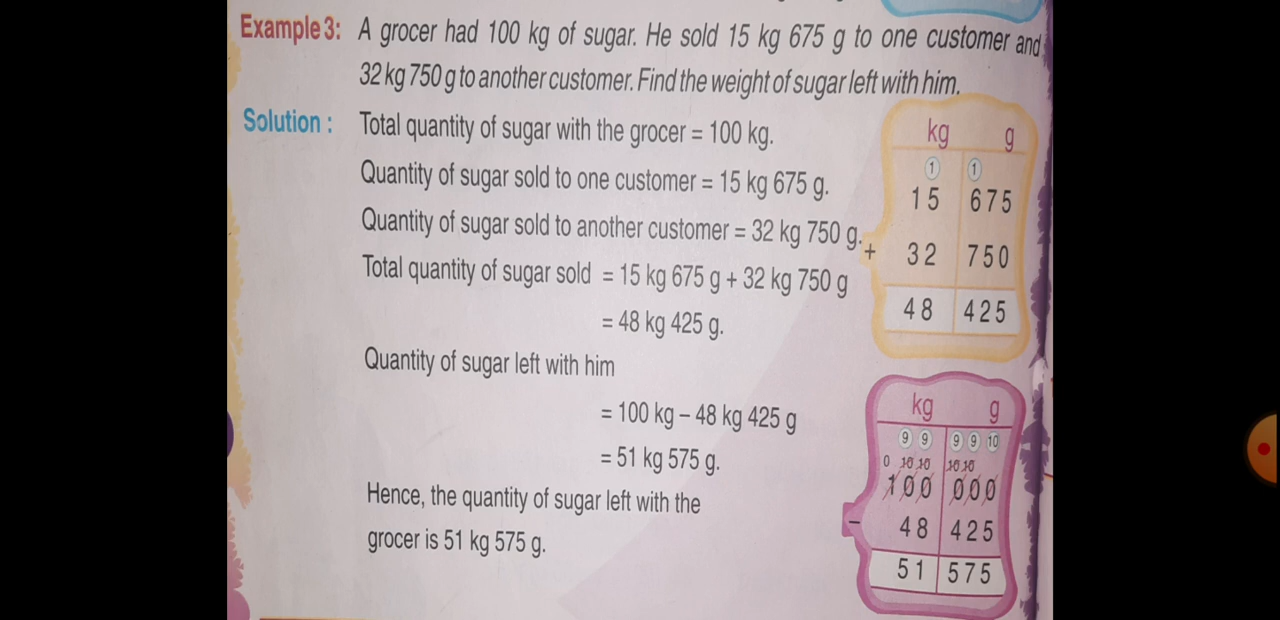 Example 3: A grocer had 100 kg of sugar. He sold 15 kg 675 g to one customer and
32 kg 750 g to another customer. Find the weight of sugar left with him.
Solution : Total quantity of sugar with the grocer = 100 kg.
Quantity of sugar sold to one customer = 15 kg 675 g.
Quantity of sugar sold to another customer = 32 kg 750 g.
Total quantity of sugar sold = 15 kg 675 g + 32 kg 750 g
= 48 kg 425 g.
Quantity of sugar left with him
= 100 kg – 48 kg 425 g
= 51 kg 575 g.
Hence, the quantity of sugar left with the
grocer is 51 kg 575 g.
kg g
1 1
15 675
+ 32 750
48 425
kg g
9 9 9 9 10
0 10 10 10 10
100 000
– 48 425
51 575